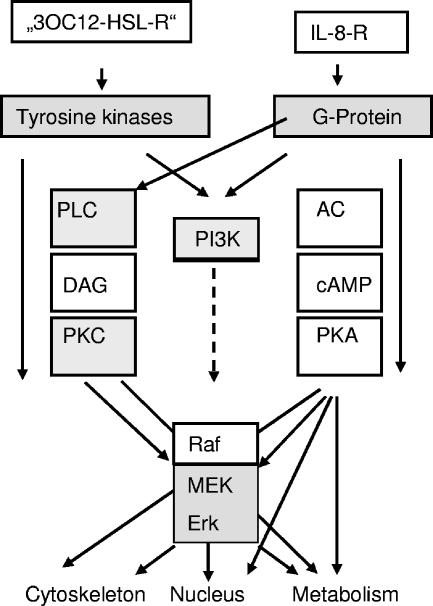 „3OC12-HSL-R“
IL-8-R
Tyrosine kinases
G-Protein
PLC
PI3K
AC
DAG
cAMP
PKC
PKA
Raf
MEK
Erk
Cytoskeleton
Nucleus
Metabolism